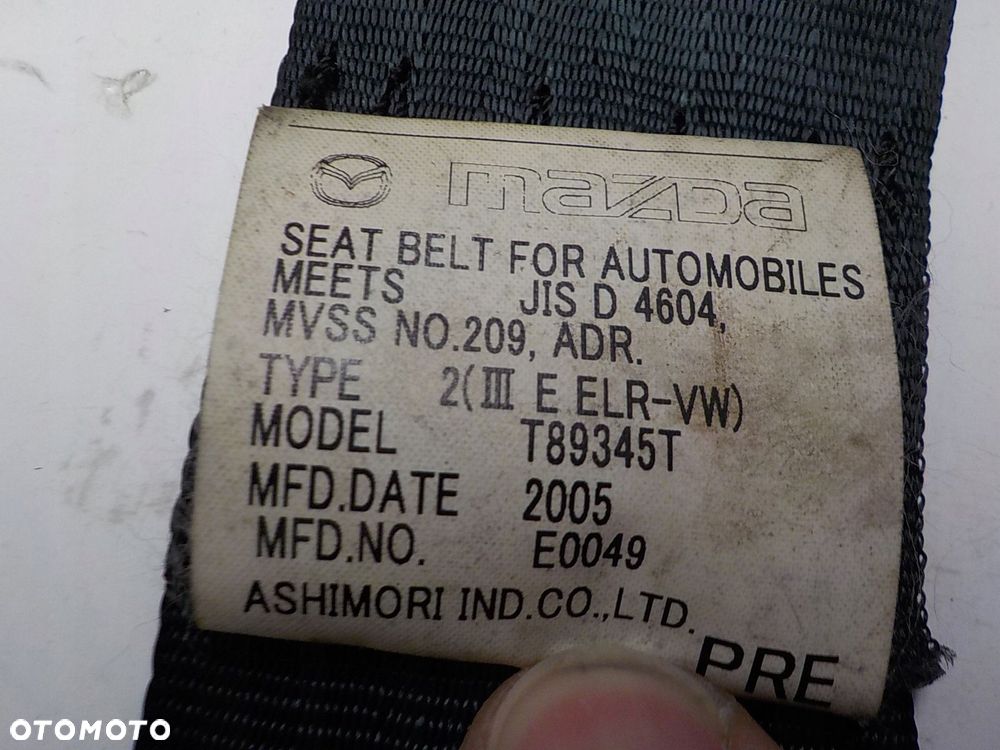 mazda
SEAT BELT FOR AUTOMOBILES
MEETS JIS D 4604,
MVSS NO.209, ADR.
TYPE 2(III E ELR-VW)
MODEL T89345T
MFD.DATE 2005
MFD.NO. E0049
ASHIMORI IND.CO.,LTD.
PRE
OTOMOTO